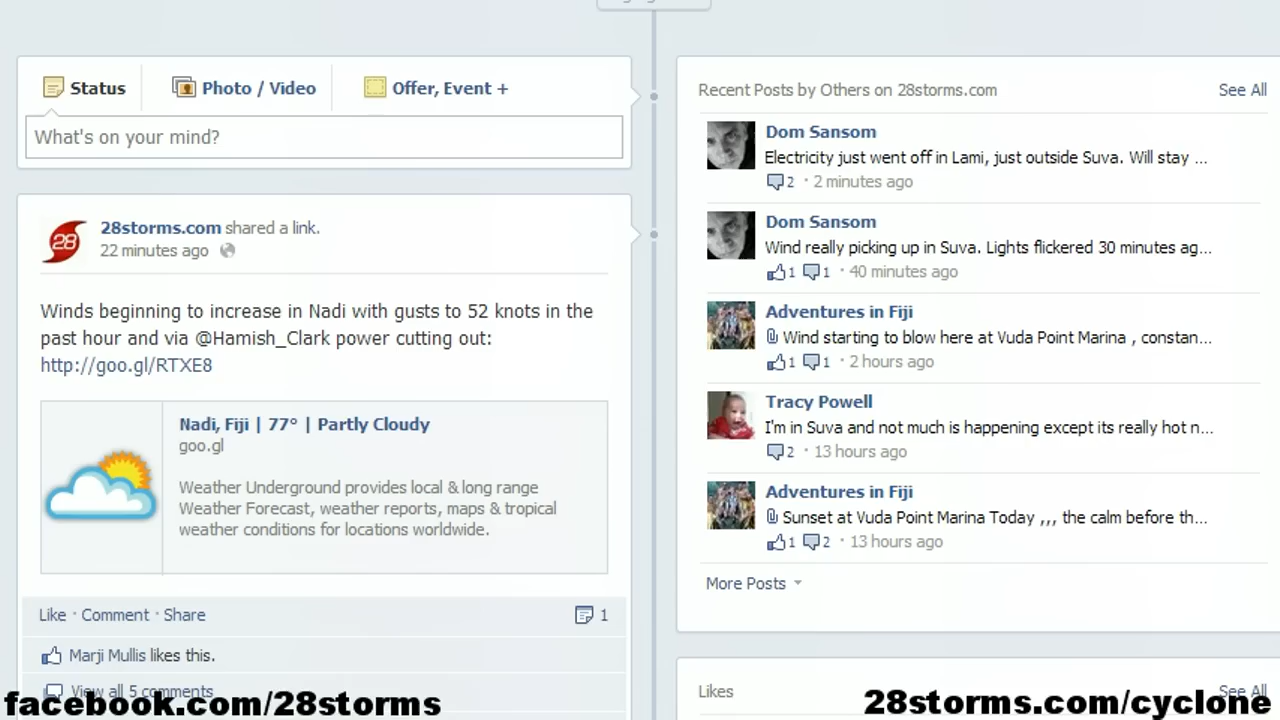 Status
Photo / Video
Offer, Event +
What's on your mind?
28storms.com shared a link.
22 minutes ago
28
Winds beginning to increase in Nadi with gusts to 52 knots in the
past hour and via @Hamish_Clark power cutting out:
http://goo.gl/RTXE8
Nadi, Fiji | 77° | Partly Cloudy
goo.gl
Weather Underground provides local & long range
Weather Forecast, weather reports, maps & tropical
weather conditions for locations worldwide.
Like · Comment · Share
1
Marji Mullis likes this.
View all 5 comments
Recent Posts by Others on 28storms.com
See All
Dom Sansom
Electricity just went off in Lami, just outside Suva. Will stay ...
2 · 2 minutes ago
Dom Sansom
Wind really picking up in Suva. Lights flickered 30 minutes ag...
1 1 · 40 minutes ago
Adventures in Fiji
Wind starting to blow here at Vuda Point Marina , constan...
1 1 · 2 hours ago
Tracy Powell
I'm in Suva and not much is happening except its really hot n...
2 · 13 hours ago
Adventures in Fiji
Sunset at Vuda Point Marina Today ,,, the calm before th...
1 2 · 13 hours ago
More Posts
Likes
See All
facebook.com/28storms
28storms.com/cyclone